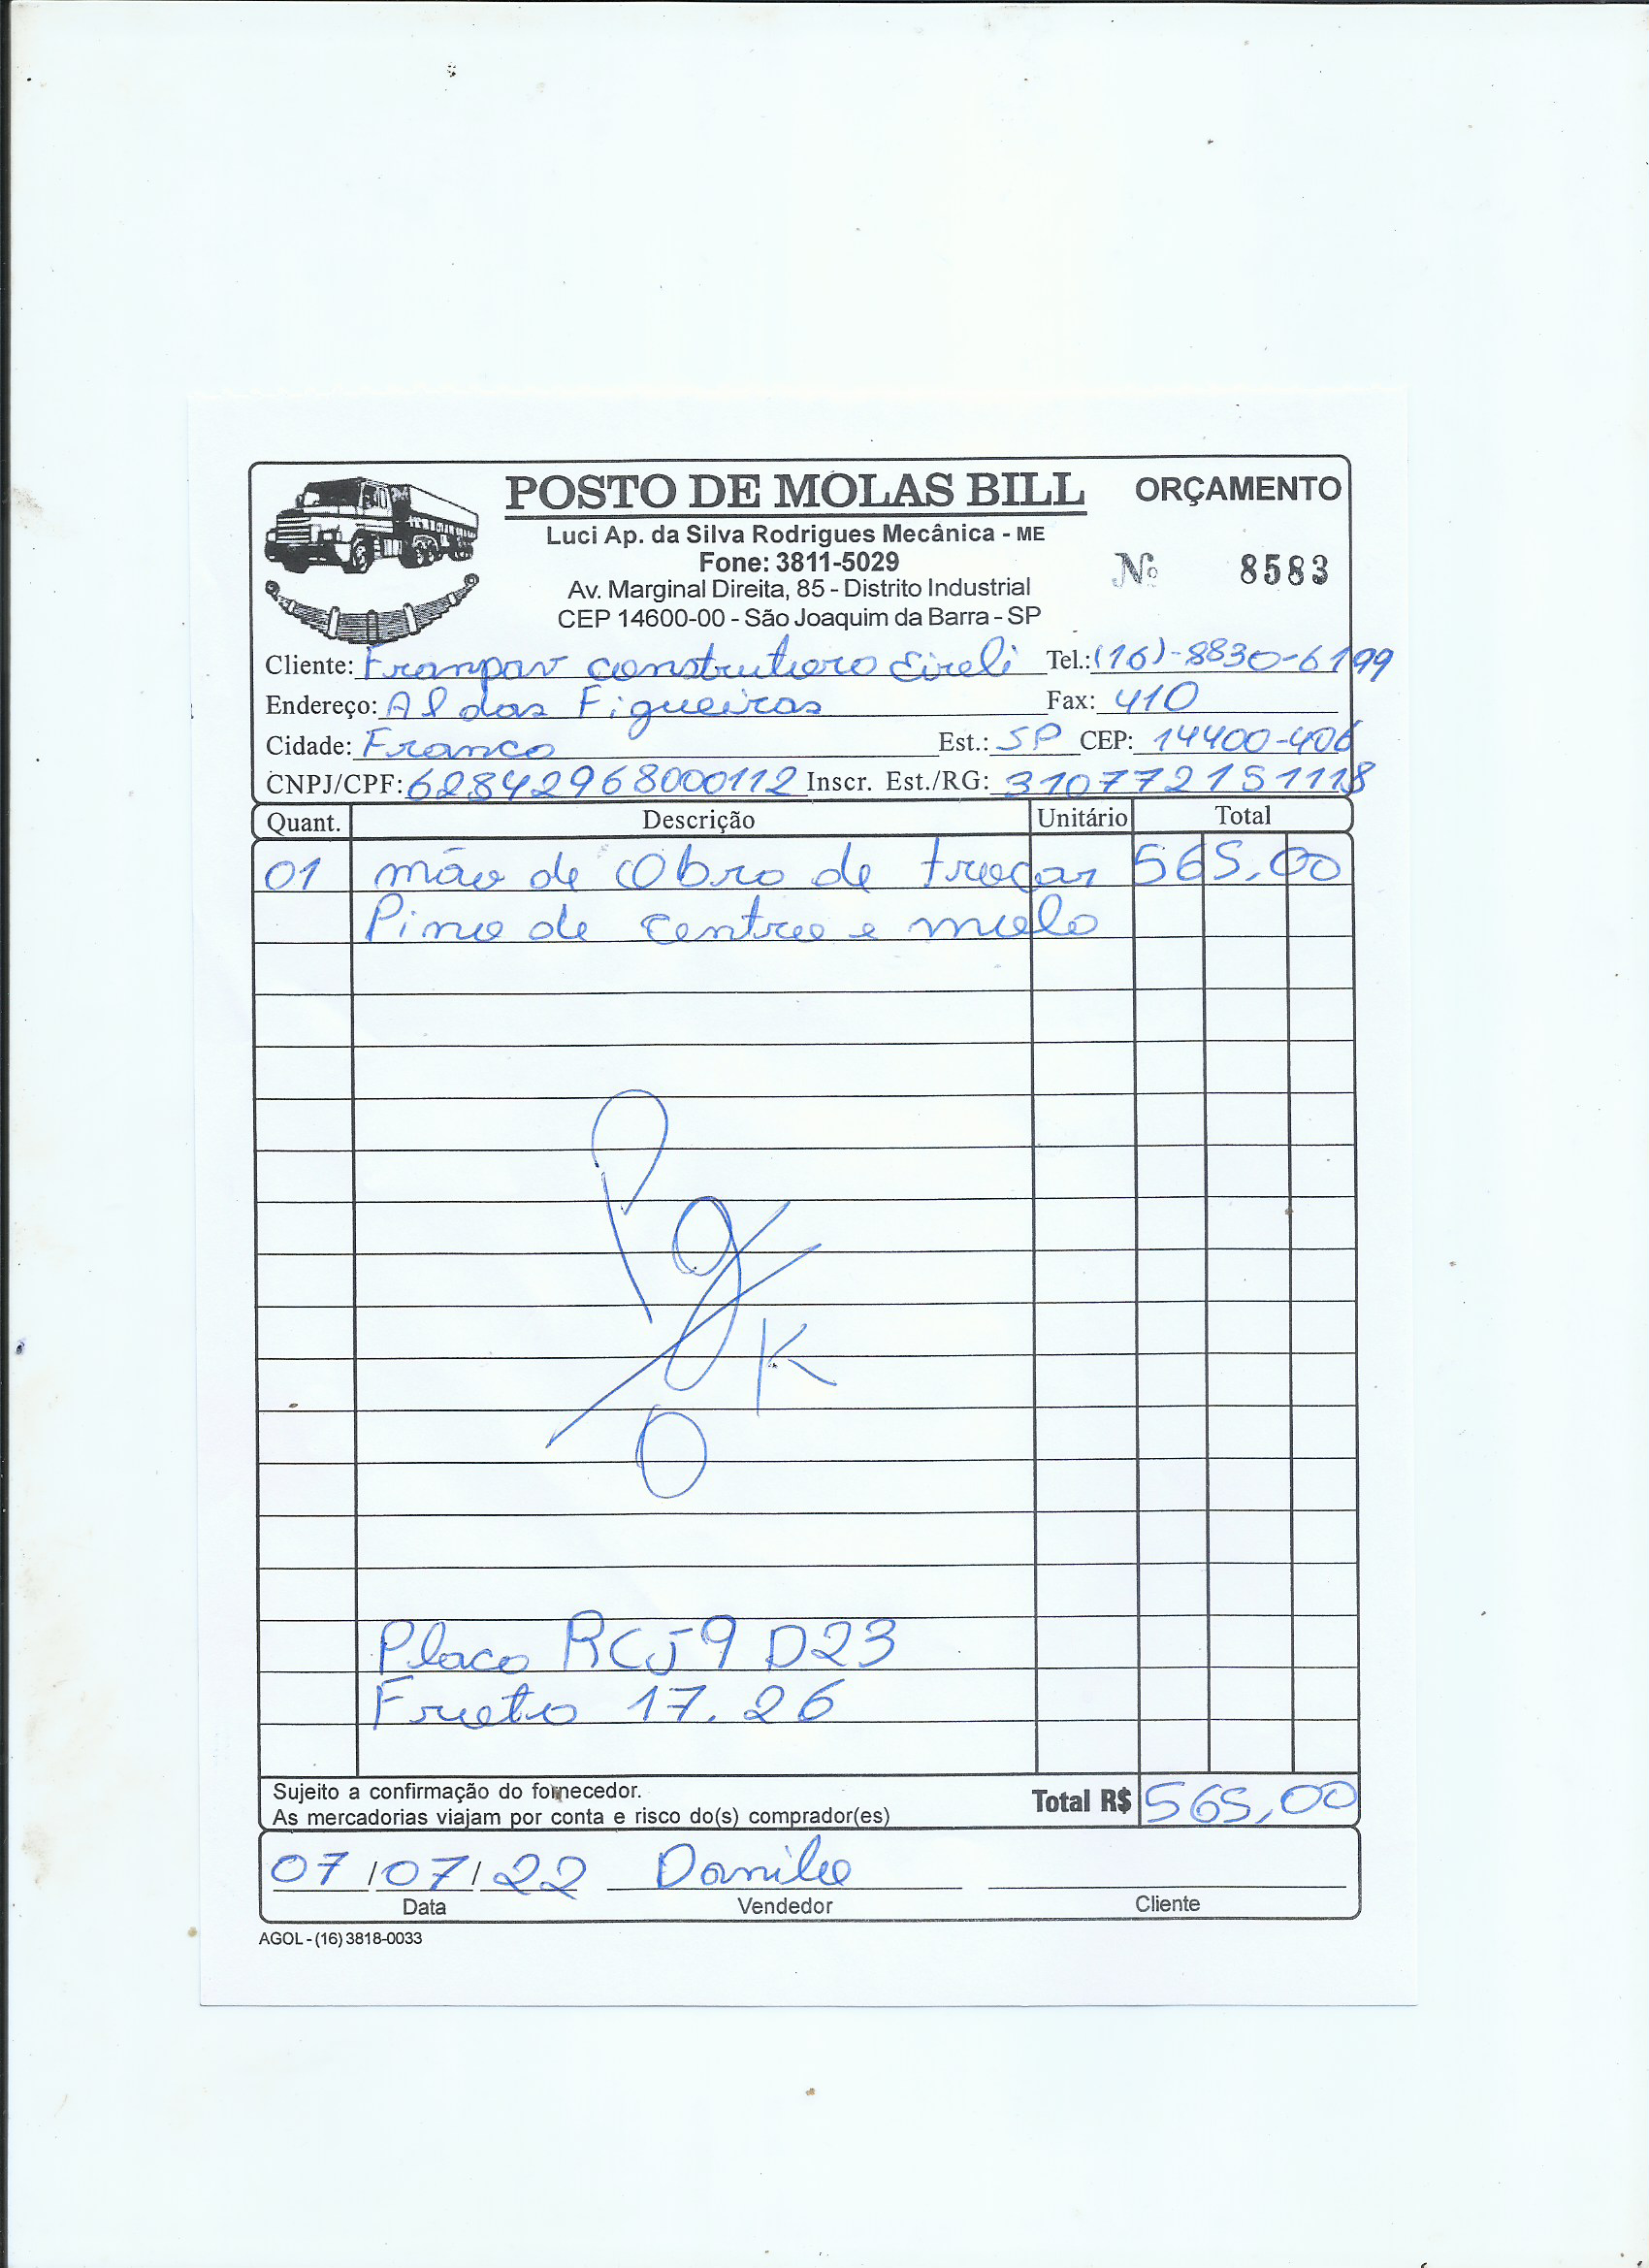 POSTO DE MOLAS BILL ORÇAMENTO
Luci Ap. da Silva Rodrigues Mecânica - ME
Fone: 3811-5029
Nº 8583
Av. Marginal Direita, 85 - Distrito Industrial
CEP 14600-00 - São Joaquim da Barra - SP
Cliente: Franpav construtora Eireli Tel.: (16)-8830-6199
Endereço: Al das Figueiras Fax: 410
Cidade: Franca Est.: SP CEP: 14400-406
CNPJ/CPF: 62842968000112 Inscr. Est./RG: 310772151118
Quant. Descrição Unitário Total
01 mão de Obra de trocar 565,00
Pino de centro e mola
Pg
OK
Placa RCJ9D23
Frota 17.26
Sujeito a confirmação do fornecedor.
As mercadorias viajam por conta e risco do(s) comprador(es)
Total R$ 565,00
07/07/22 Danilo
Data Vendedor Cliente
AGOL - (16) 3818-0033